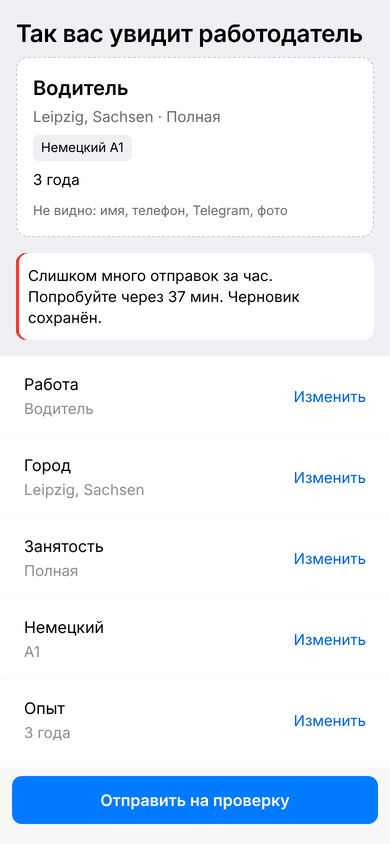 Так вас увидит работодатель
Водитель
Leipzig, Sachsen · Полная
Немецкий A1
3 года
Не видно: имя, телефон, Telegram, фото
Слишком много отправок за час.
Попробуйте через 37 мин. Черновик
сохранён.
Работа
Водитель
Изменить
Город
Leipzig, Sachsen
Изменить
Занятость
Полная
Изменить
Немецкий
A1
Изменить
Опыт
3 года
Изменить
Отправить на проверку